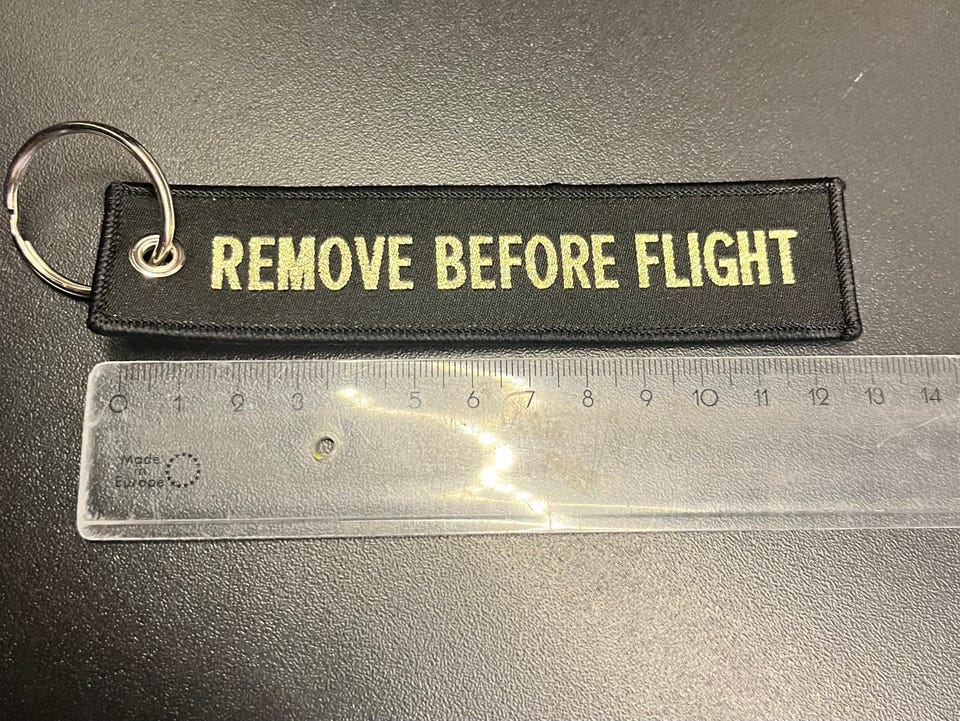 REMOVE BEFORE FLIGHT
0 1 2 3 5 6 7 8 9 10 11 12 13 14
Made
in
Europe